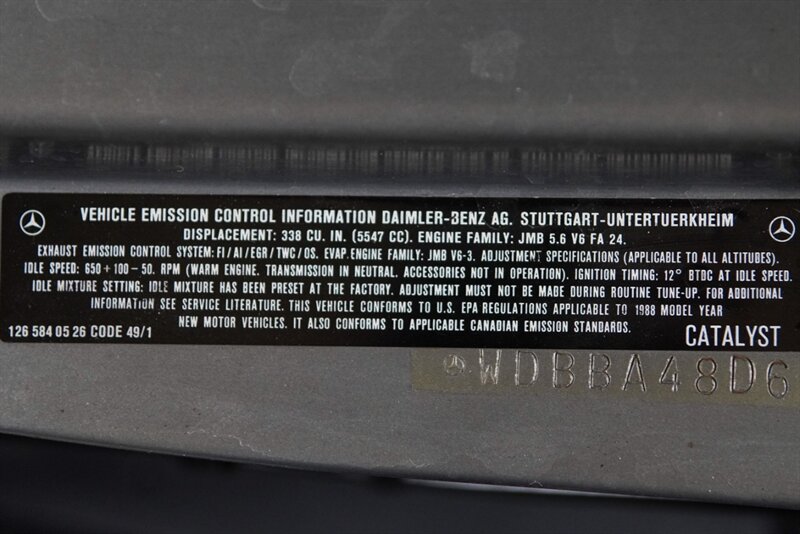 VEHICLE EMISSION CONTROL INFORMATION DAIMLER-BENZ AG. STUTTGART-UNTERTUERKHEIM
DISPLACEMENT: 338 CU. IN. (5547 CC). ENGINE FAMILY: JMB 5.6 V6 FA 24.
EXHAUST EMISSION CONTROL SYSTEM: FI/AI/EGR/TWC/OS. EVAP. ENGINE FAMILY: JMB V6-3. ADJUSTMENT SPECIFICATIONS (APPLICABLE TO ALL ALTITUDES).
IDLE SPEED: 650 +100 -50. RPM (WARM ENGINE. TRANSMISSION IN NEUTRAL. ACCESSORIES NOT IN OPERATION). IGNITION TIMING: 12° BTDC AT IDLE SPEED.
IDLE MIXTURE SETTING: IDLE MIXTURE HAS BEEN PRESET AT THE FACTORY. ADJUSTMENT MUST NOT BE MADE DURING ROUTINE TUNE-UP. FOR ADDITIONAL
INFORMATION SEE SERVICE LITERATURE. THIS VEHICLE CONFORMS TO U.S. EPA REGULATIONS APPLICABLE TO 1988 MODEL YEAR
NEW MOTOR VEHICLES. IT ALSO CONFORMS TO APPLICABLE CANADIAN EMISSION STANDARDS.
126 584 05 26 CODE 49/1
CATALYST
WDBBA48D6